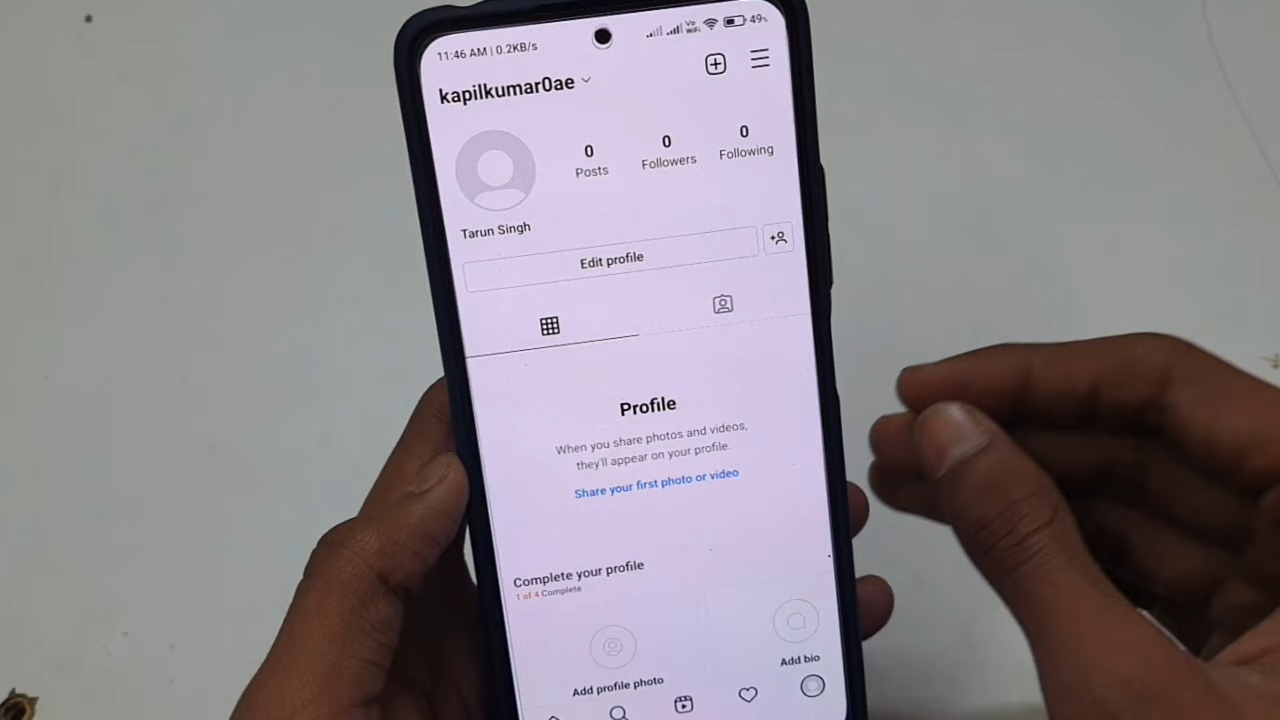 11:46 AM | 0.2KB/s
Vo WiFi
49%
kapilkumar0ae
0
Posts
0
Followers
0
Following
Tarun Singh
Edit profile
Profile
When you share photos and videos,
they'll appear on your profile.
Share your first photo or video
Complete your profile
1 of 4 Complete
Add profile photo
Add bio